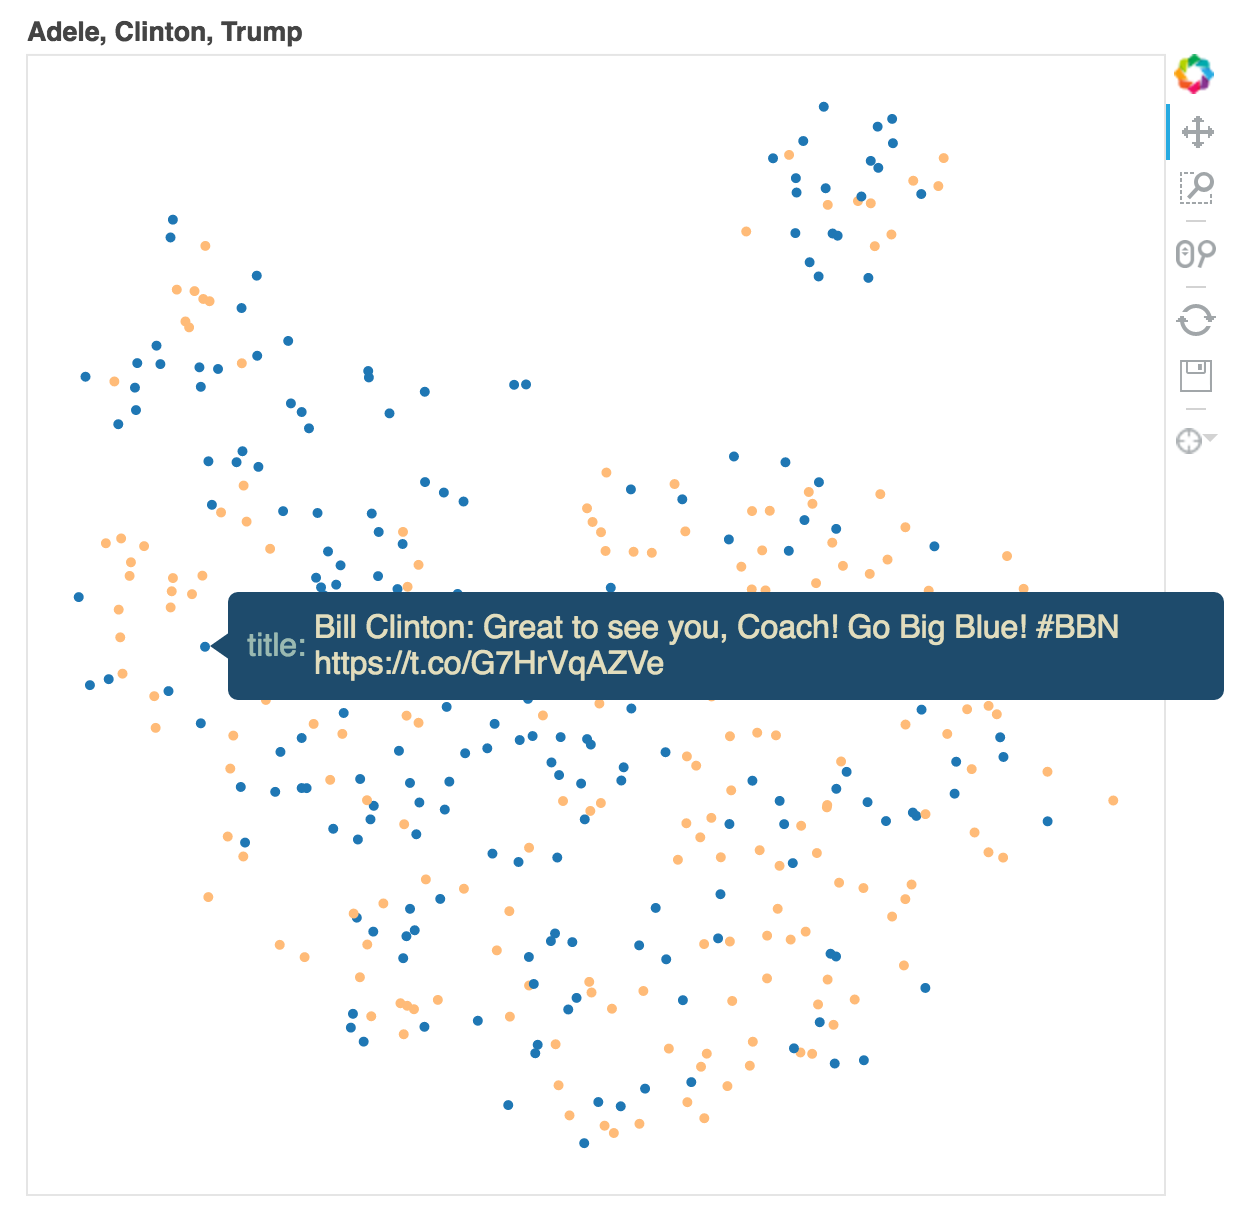 Adele, Clinton, Trump
title: Bill Clinton: Great to see you, Coach! Go Big Blue! #BBN
https://t.co/G7HrVqAZVe